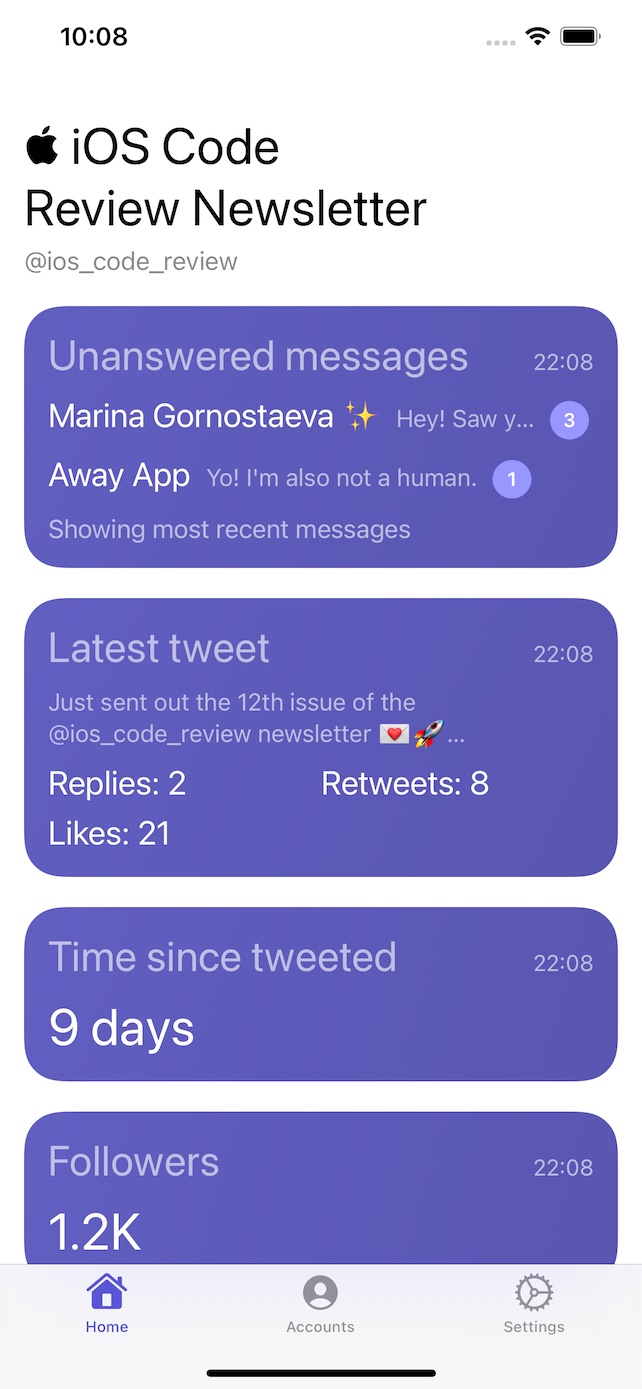 10:08
iOS Code
Review Newsletter
@ios_code_review
Unanswered messages 22:08
Marina Gornostaeva ✨ Hey! Saw y... 3
Away App Yo! I'm also not a human. 1
Showing most recent messages
Latest tweet 22:08
Just sent out the 12th issue of the
@ios_code_review newsletter 💌🚀...
Replies: 2 Retweets: 8
Likes: 21
Time since tweeted 22:08
9 days
Followers 22:08
1.2K
Home Accounts Settings